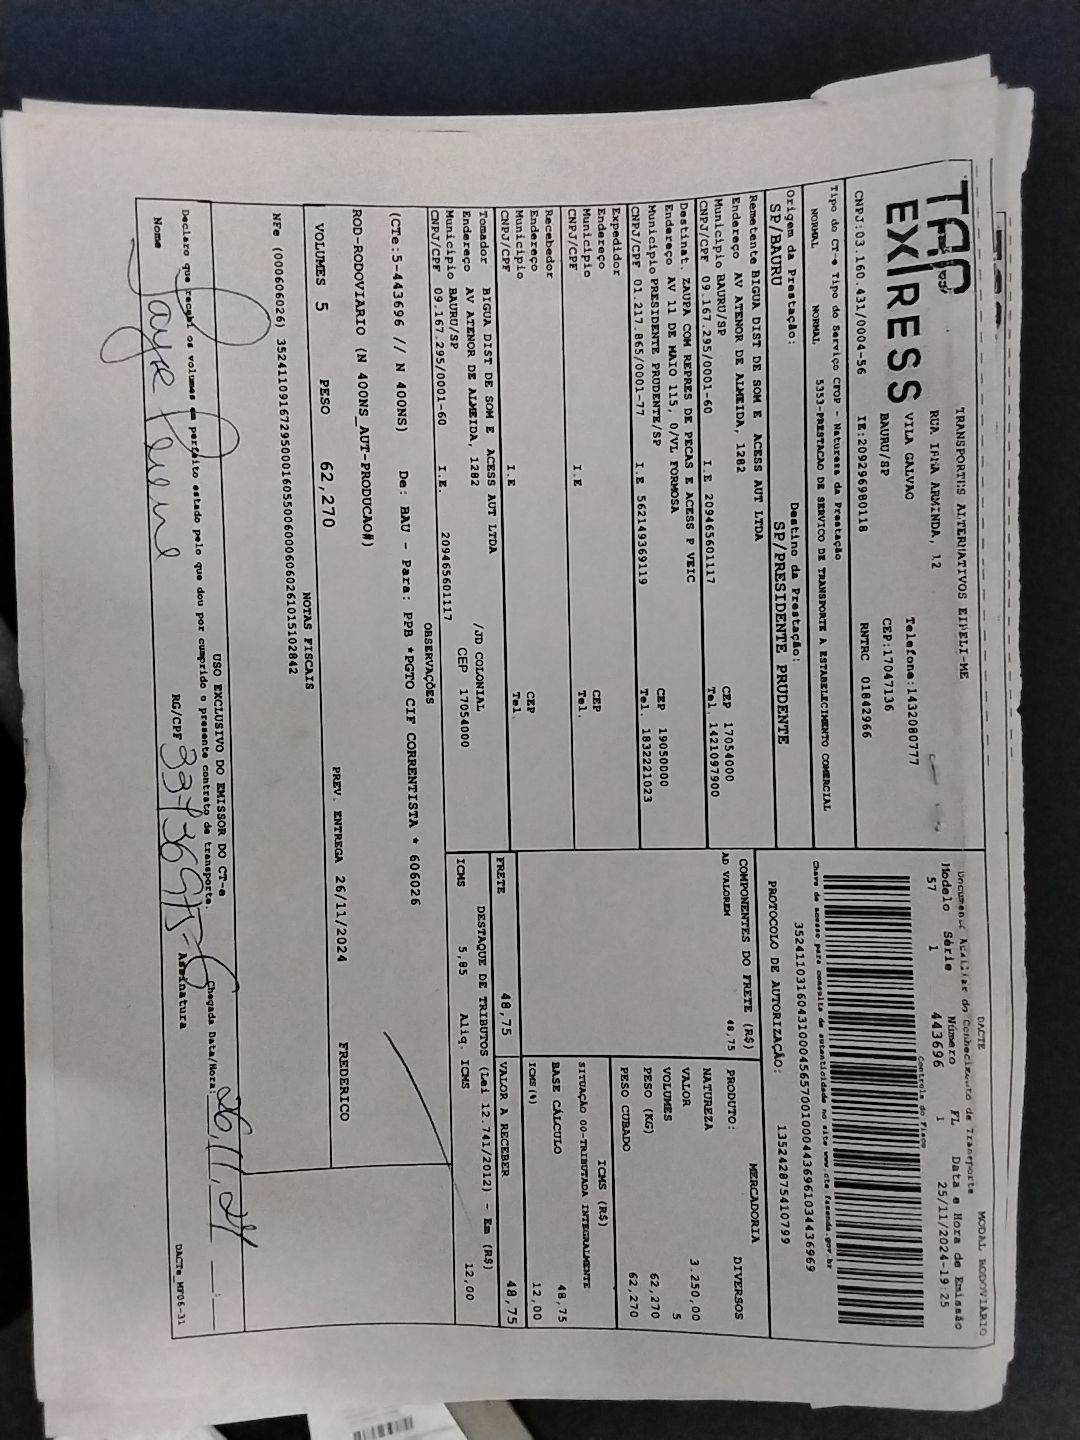 TAP
EXPRESS
TRANSPORTES ALTERNATIVOS EIRELI-ME
RUA IRMA ARMINDA, 12
VILA GALVAO Telefone:1432080777
BAURU/SP CEP:17047136
CNPJ:03.160.431/0004-56 IE:209296980118 RNTRC 01842966
DACTE MODAL RODOVIARIO
Documento Auxiliar do Conhecimento de Transporte
Modelo Série Número FL Data e Hora de Emissão
57 1 443696 1 25/11/2024-19:25
Controle do Fisco
Tipo do CT-e Tipo do Serviço CFOP - Natureza da Prestação
NORMAL NORMAL 5353-PRESTACAO DE SERVICO DE TRANSPORTE A ESTABELECIMENTO COMERCIAL
Chave de acesso para consulta de autenticidade no site www.cte.fazenda.gov.br
Origem da Prestação: Destino da Prestação:
SP/BAURU SP/PRESIDENTE PRUDENTE
PROTOCOLO DE AUTORIZAÇÃO: 135242875410799
Remetente BIGUA DIST DE SOM E ACESS AUT LTDA
Endereço AV ATENOR DE ALMEIDA, 1282
Município BAURU/SP CEP 17054000
CNPJ/CPF 09.167.295/0001-60 I.E 209465601117 Tel. 1421097900
Destinat. ZAUPA COM REPRES DE PECAS E ACESS P VEIC
Endereço AV 11 DE MAIO 115, 0/VL FORMOSA
Município PRESIDENTE PRUDENTE/SP CEP 19050000
CNPJ/CPF 01.217.865/0001-77 I.E 562149369119 Tel. 1832221023
Expedidor
Endereço
Município CEP
CNPJ/CPF I.E Tel.
Recebedor
Endereço
Município CEP
CNPJ/CPF I.E Tel.
Tomador BIGUA DIST DE SOM E ACESS AUT LTDA
Endereço AV ATENOR DE ALMEIDA, 1282 /JD COLONIAL
Município BAURU/SP CEP 17054000
CNPJ/CPF 09.167.295/0001-60 I.E. 209465601117
COMPONENTES DO FRETE (R$)
AD VALOREM 48,75
FRETE 48,75
PRODUTO: MERCADORIA
NATUREZA DIVERSOS
VALOR 3.250,00
VOLUMES 5
PESO (KG) 62,270
PESO CUBADO 62,270
ICMS (R$)
SITUAÇÃO 00-TRIBUTADA INTEGRALMENTE
BASE CÁLCULO 48,75
ICMS(%) 12,00
VALOR A RECEBER 48,75
DESTAQUE DE TRIBUTOS (Lei 12.741/2012) - Em (R$)
ICMS 5,85 Aliq. ICMS 12,00
OBSERVAÇÕES
(CTe:5-443696 // N 400NS) De: BAU - Para: PPB *PGTO CIF CORRENTISTA * 606026
ROD-RODOVIARIO (N 400NS_AUT-PRODUCAO#)
VOLUMES 5 PESO 62,270 PREV. ENTREGA 26/11/2024 FREDERICO
NOTAS FISCAIS
USO EXCLUSIVO DO EMISSOR DO CT-e
Declaro que recebi os volumes em perfeito estado pelo que dou por cumprido o presente contrato de transporte.
Chegada Data/Hora: 26/11/24 __:__
Nome RG/CPF Assinatura
DACTe_MF06-31